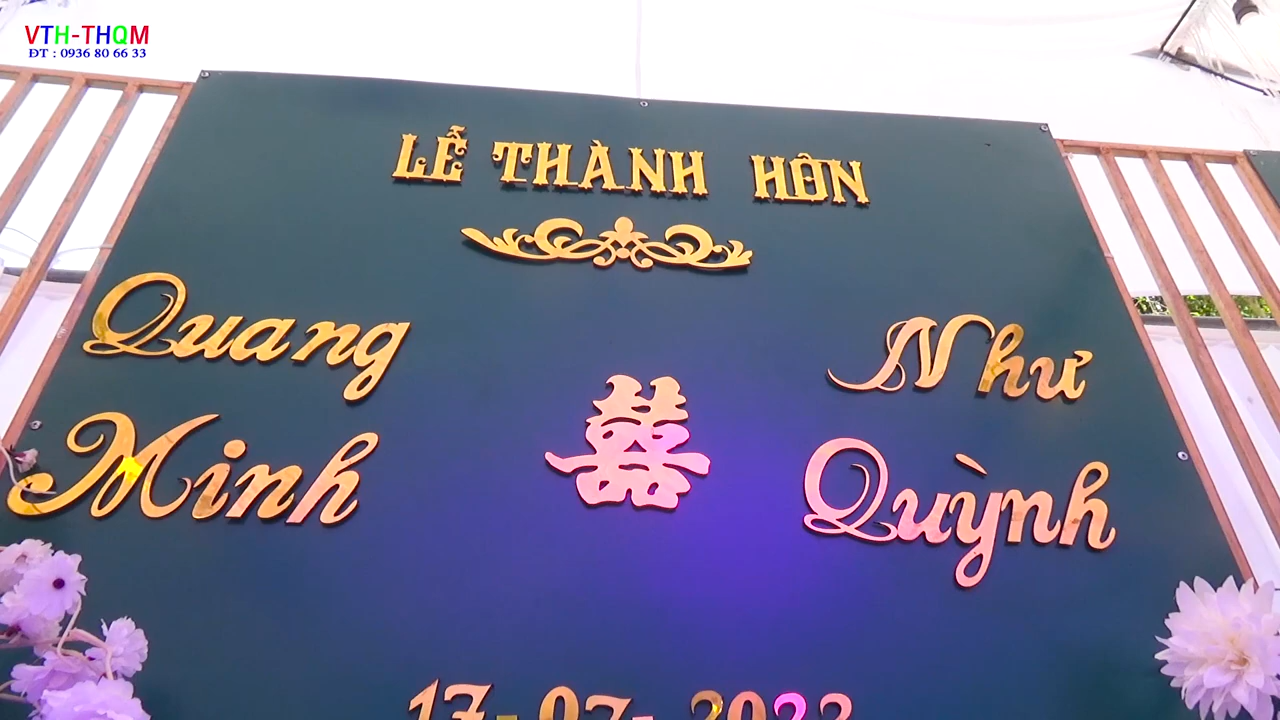 VTH-THQM
ĐT : 0936 80 66 33
LỄ THÀNH HÔN
Quang
Minh
囍
Như
Quỳnh
17-07-2022